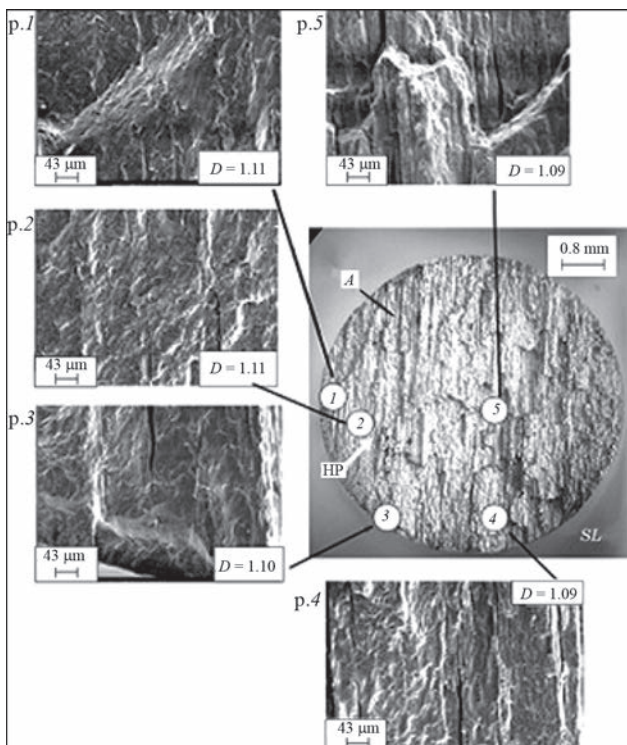 p.1
43 µm
D = 1.11
p.5
43 µm
D = 1.09
p.2
43 µm
D = 1.11
0.8 mm
A
1
2
5
HP
3
4
SL
p.3
43 µm
D = 1.10
p.4
D = 1.09
43 µm